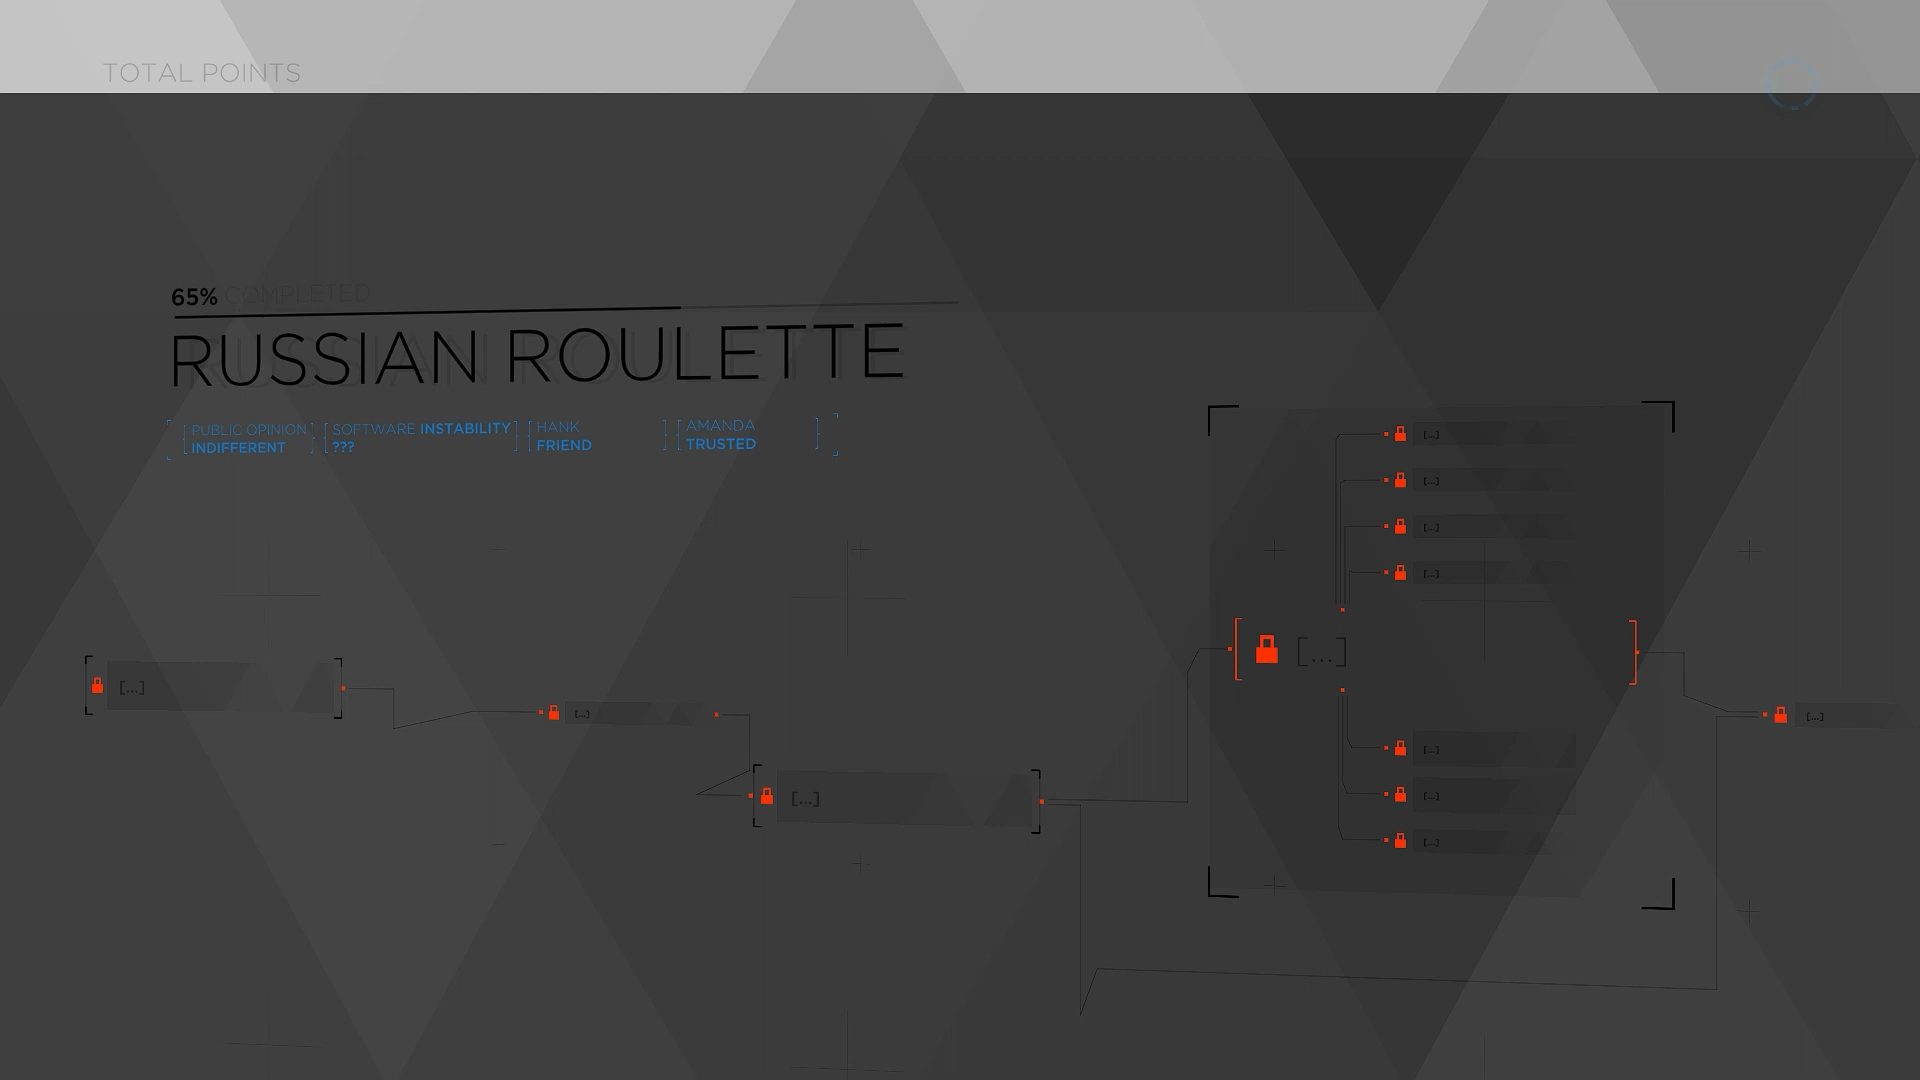 TOTAL POINTS
65% COMPLETED
RUSSIAN ROULETTE
PUBLIC OPINION
INDIFFERENT
SOFTWARE INSTABILITY
???
HANK
FRIEND
AMANDA
TRUSTED
[...]
[...]
[...]
[...]
[...]
[...]
[...]
[...]
[...]
[...]
[...]
[...]